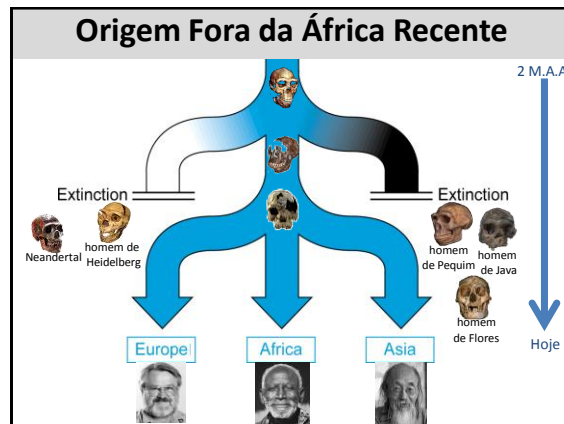 Origem Fora da África Recente
2 M.A.A
Extinction
Extinction
Neandertal
homem de
Heidelberg
homem
de Pequim
homem
de Java
homem
de Flores
Europe
Africa
Asia
Hoje